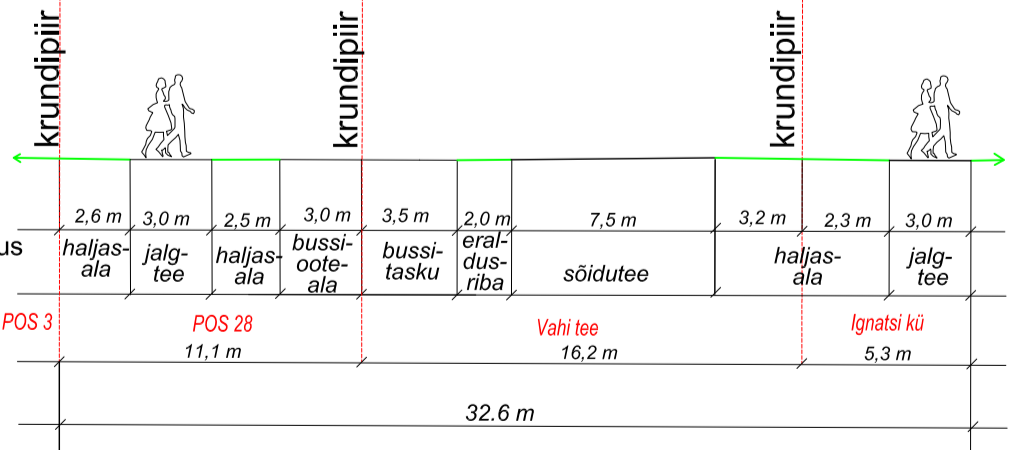 krundipiir
krundipiir
krundipiir
2,6 m 3,0 m 2,5 m 3,0 m 3,5 m 2,0 m 7,5 m 3,2 m 2,3 m 3,0 m
us
haljas-
ala
jalg-
tee
haljas-
ala
bussi-
oote-
ala
bussi-
tasku
eral-
dus-
riba
sõidutee
haljas-
ala
jalg-
tee
POS 3 POS 28 Vahi tee Ignatsi kü
11,1 m 16,2 m 5,3 m
32.6 m